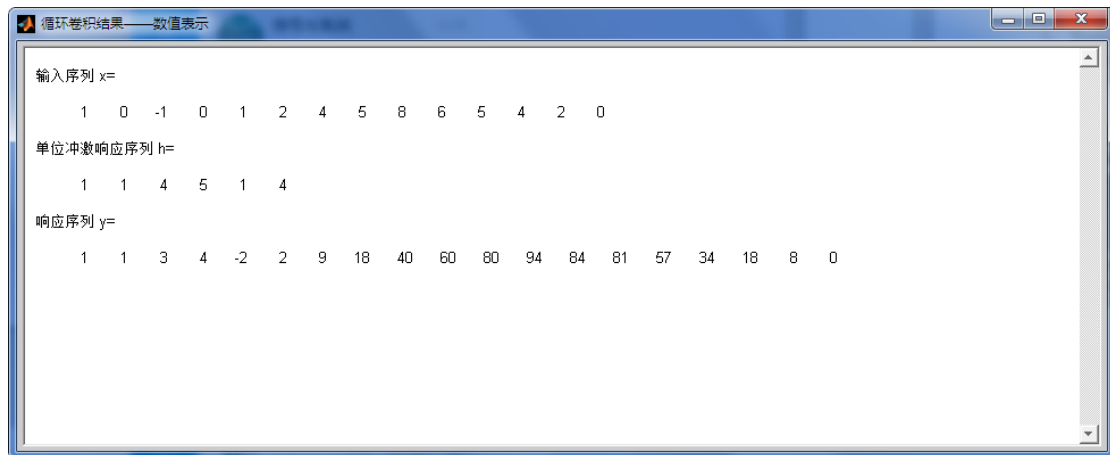 循环卷积结果——数值表示
输入序列 x=
1 0 -1 0 1 2 4 5 8 6 5 4 2 0
单位冲激响应序列 h=
1 1 4 5 1 4
响应序列 y=
1 1 3 4 -2 2 9 18 40 60 80 94 84 81 57 34 18 8 0